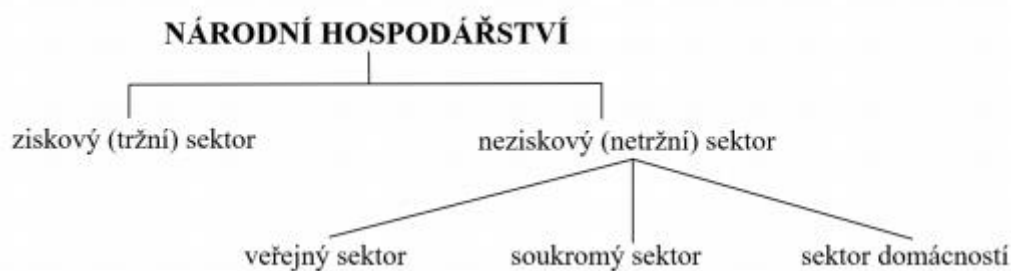 NÁRODNÍ HOSPODÁŘSTVÍ
ziskový (tržní) sektor
neziskový (netržní) sektor
veřejný sektor
soukromý sektor
sektor domácností